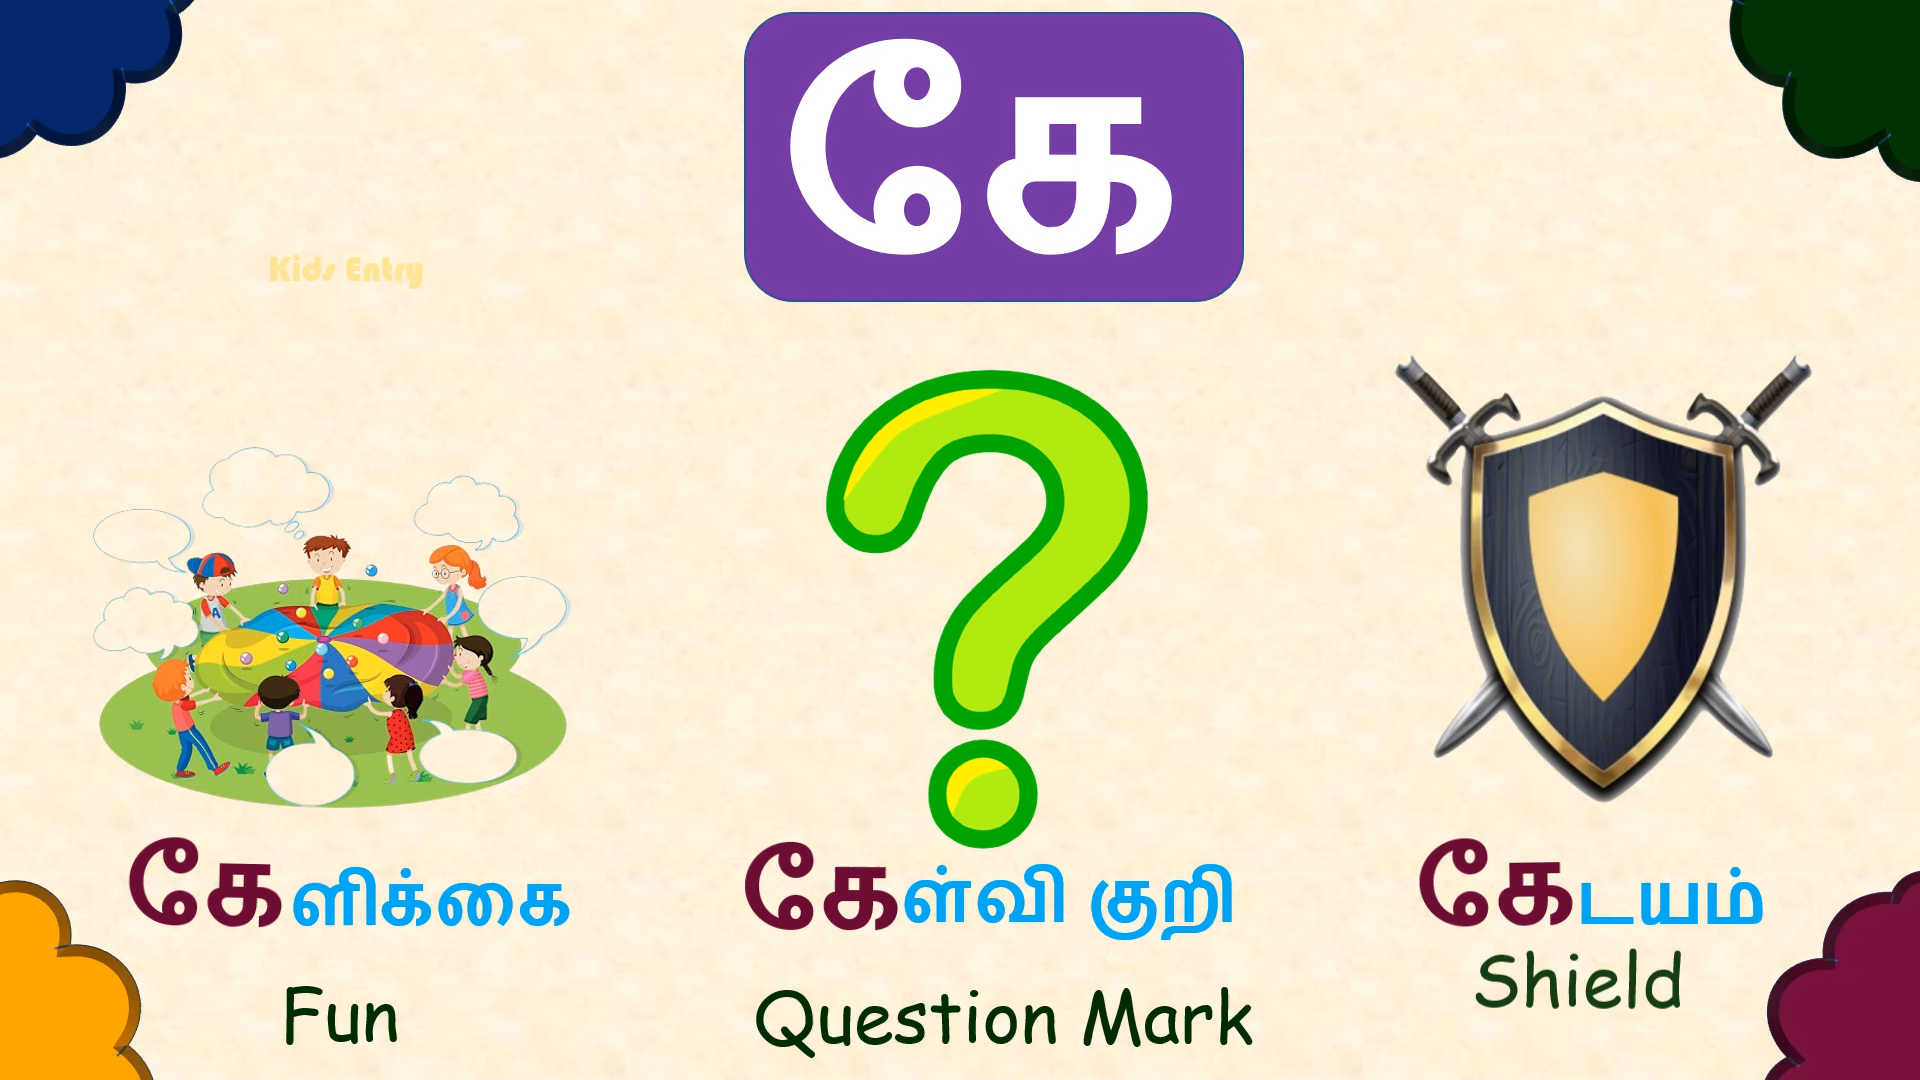 கே
Kids Entry
கேளிக்கை
Fun
கேள்வி குறி
Question Mark
கேடயம்
Shield